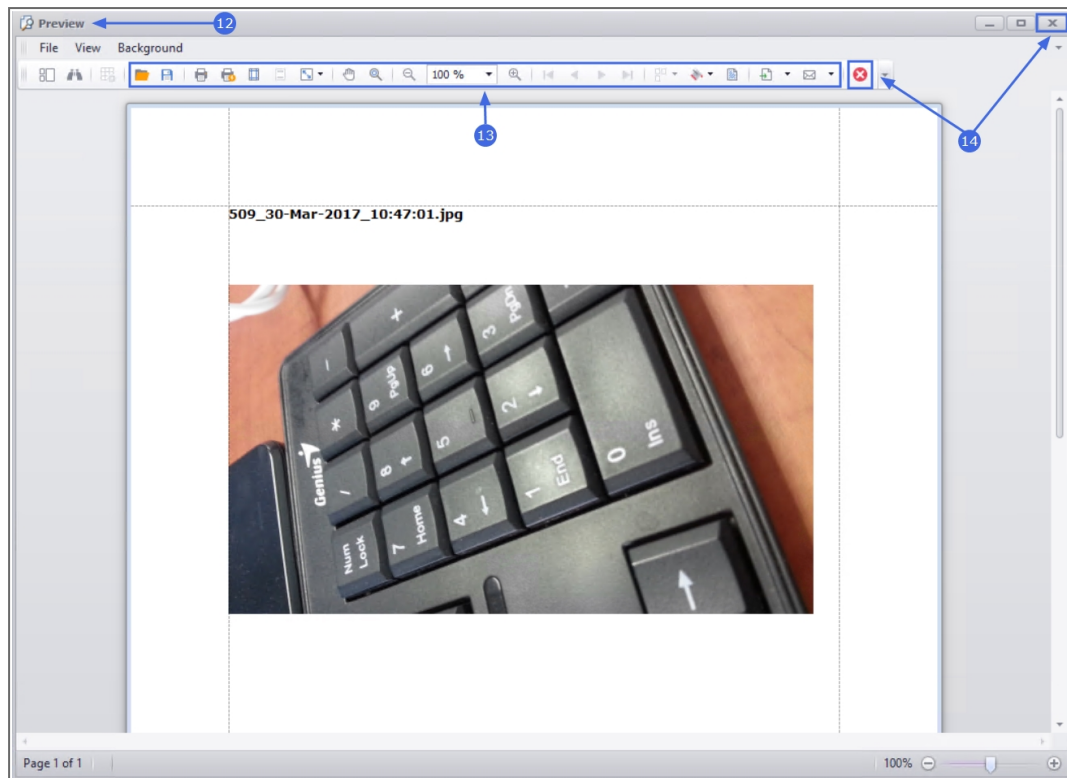 Preview
12
File View Background
100 %
13
14
509_30-Mar-2017_10:47:01.jpg
-
+
*
9 PgUp
6 →
3 PgDn
/
8 ↑
5
2 ↓
0 Ins
Genius
Num Lock
7 Home
4 ←
1 End
←
Page 1 of 1
100%